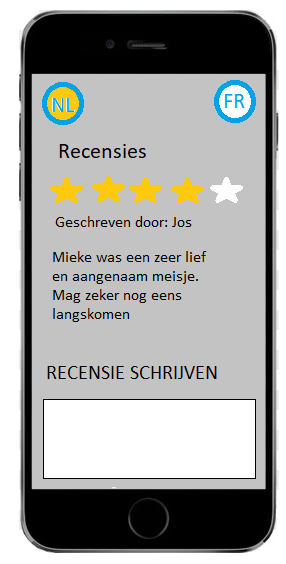 NL FR
Recensies
Geschreven door: Jos
Mieke was een zeer lief
en aangenaam meisje.
Mag zeker nog eens
langskomen
RECENSIE SCHRIJVEN